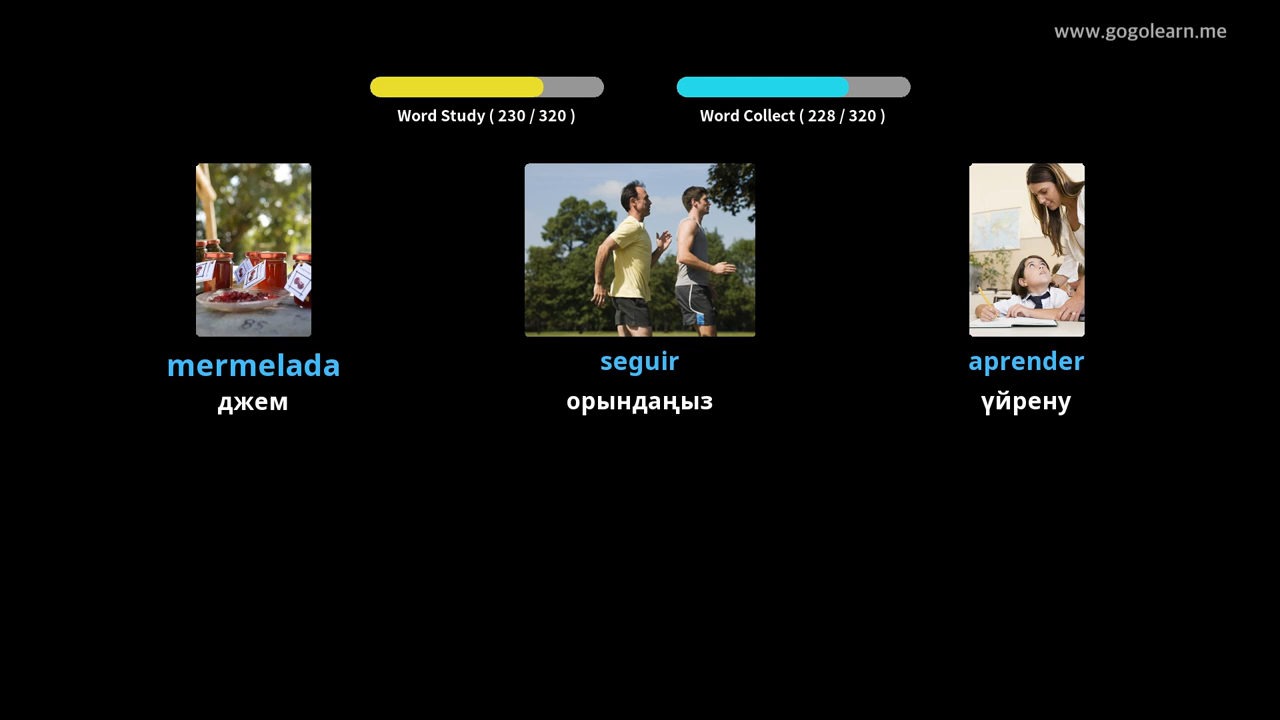 www.gogolearn.me
Word Study ( 230 / 320 )
Word Collect ( 228 / 320 )
mermelada
джем
seguir
орындаңыз
aprender
үйрену